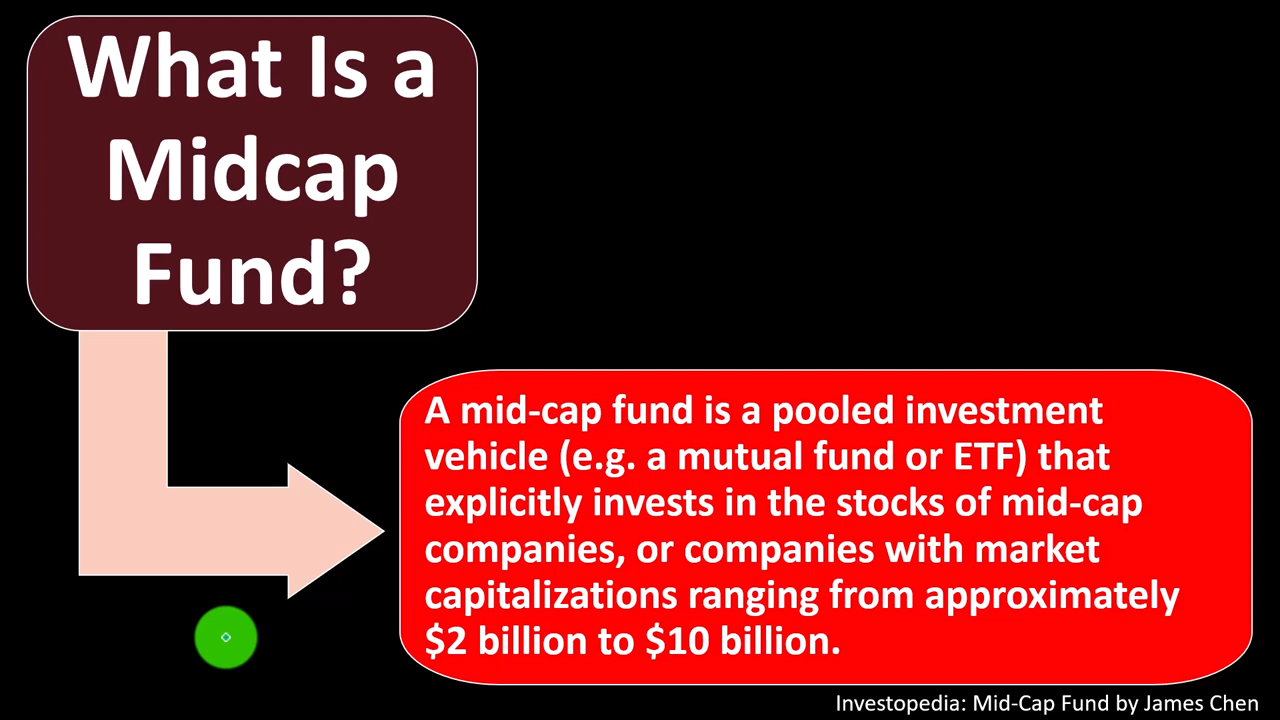 What Is a
Midcap
Fund?
A mid-cap fund is a pooled investment
vehicle (e.g. a mutual fund or ETF) that
explicitly invests in the stocks of mid-cap
companies, or companies with market
capitalizations ranging from approximately
$2 billion to $10 billion.
Investopedia: Mid-Cap Fund by James Chen